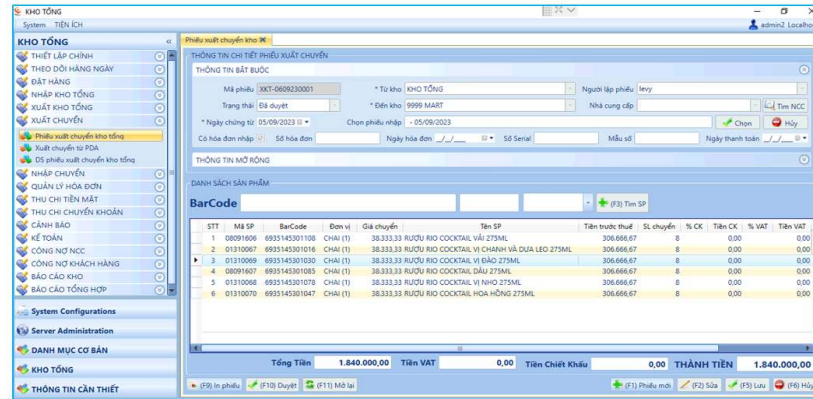 KHO TỔNG
System TIỆN ÍCH
admin2 Localho
KHO TỔNG «
THIẾT LẬP CHÍNH
THEO DÕI HÀNG NGÀY
ĐẶT HÀNG
NHẬP KHO TỔNG
XUẤT KHO TỔNG
XUẤT CHUYỂN
Phiếu xuất chuyển kho tổng
Xuất chuyển từ PDA
DS phiếu xuất chuyển kho tổng
NHẬP CHUYỂN
QUẢN LÝ HÓA ĐƠN
THU CHI TIỀN MẶT
THU CHI CHUYỂN KHOẢN
CẢNH BÁO
KẾ TOÁN
CÔNG NỢ NCC
CÔNG NỢ KHÁCH HÀNG
BÁO CÁO KHO
BÁO CÁO TỔNG HỢP
System Configurations
Server Administration
DANH MỤC CƠ BẢN
KHO TỔNG
THÔNG TIN CẦN THIẾT
Phiếu xuất chuyển kho
THÔNG TIN CHI TIẾT PHIẾU XUẤT CHUYỂN
THÔNG TIN BẮT BUỘC
Mã phiếu XKT-0609230001 * Từ kho KHO TỔNG Người lập phiếu levy
Trạng thái Đã duyệt * Đến kho 9999 MART Nhà cung cấp Tìm NCC
* Ngày chứng từ 05/09/2023 Chọn phiếu nhập - 05/09/2023 Chọn Hủy
Có hóa đơn nhập Số hóa đơn Ngày hóa đơn _/_/___ Số Serial Mẫu số Ngày thanh toán _/_/___
THÔNG TIN MỞ RỘNG
DANH SÁCH SẢN PHẨM
BarCode (F3) Tìm SP
STT Mã SP BarCode Đơn vị Giá chuyển Tên SP Tiền trước thuế SL chuyển % CK Tiền CK % VAT Tiền VAT
1 08091606 6935145301108 CHAI (1) 38.333,33 RƯỢU RIO COCKTAIL VẢI 275ML 306.666,67 8 0,00 0,00
2 01310067 6935145301016 CHAI (1) 38.333,33 RƯỢU RIO COCKTAIL VỊ CHANH VÀ DƯA LEO 275ML 306.666,67 8 0,00 0,00
3 01310069 6935145301030 CHAI (1) 38.333,33 RƯỢU RIO COCKTAIL VỊ ĐÀO 275ML 306.666,67 8 0,00 0,00
4 08091607 6935145301085 CHAI (1) 38.333,33 RƯỢU RIO COCKTAIL DÂU 275ML 306.666,67 8 0,00 0,00
5 01310068 6935145301078 CHAI (1) 38.333,33 RƯỢU RIO COCKTAIL VỊ NHO 275ML 306.666,67 8 0,00 0,00
6 01310070 6935145301047 CHAI (1) 38.333,33 RƯỢU RIO COCKTAIL HOA HỒNG 275ML 306.666,67 8 0,00 0,00
Tổng Tiền 1.840.000,00 Tiền VAT 0,00 Tiền Chiết Khấu 0,00 THÀNH TIỀN 1.840.000,00
(F9) In phiếu (F10) Duyệt (F11) Mở lại (F1) Phiếu mới (F2) Sửa (F5) Lưu (F6) Hủy